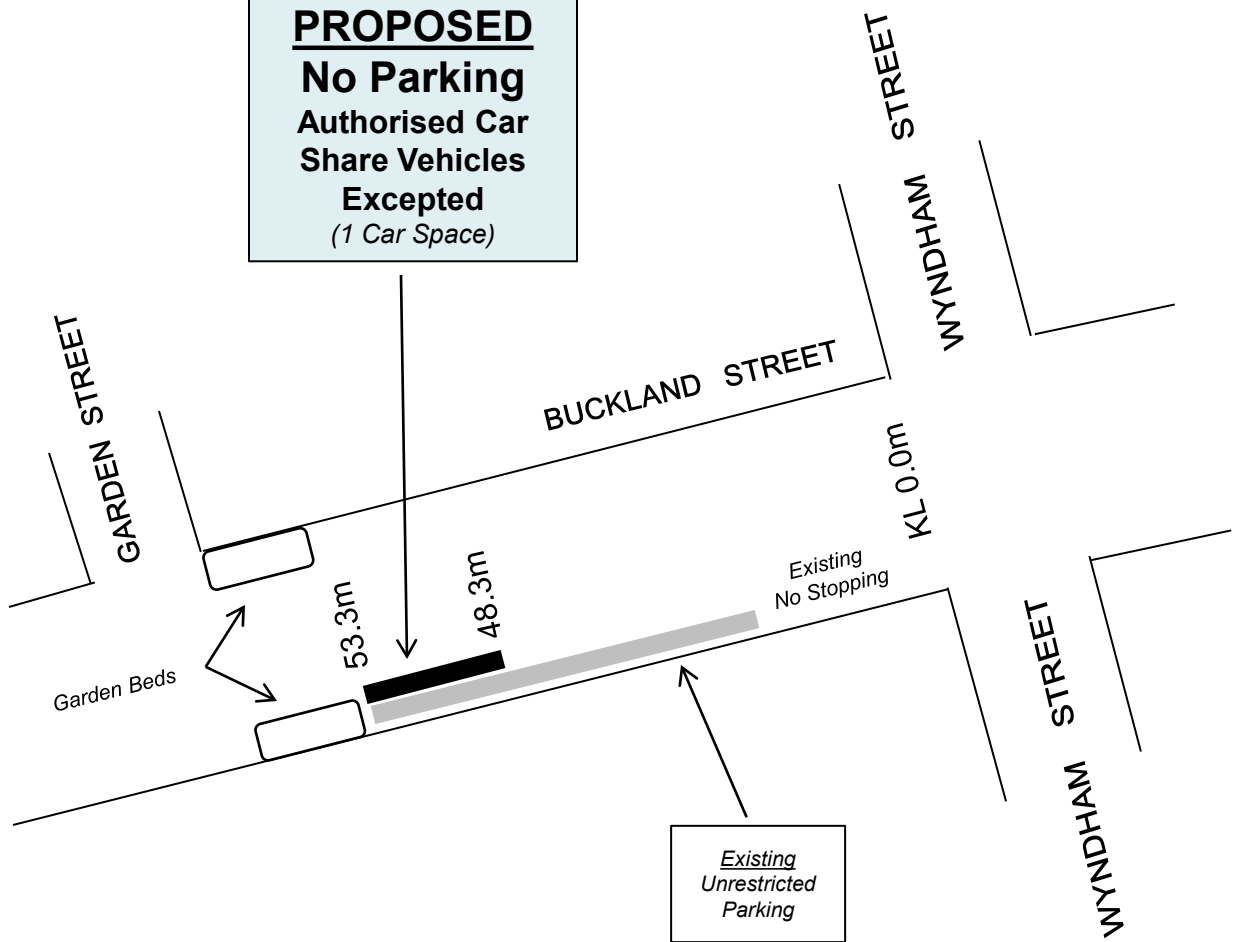 PROPOSED
No Parking
Authorised Car
Share Vehicles
Excepted
(1 Car Space)
WYNDHAM STREET
GARDEN STREET
BUCKLAND STREET
KL 0.0m
53.3m
48.3m
Existing
No Stopping
Garden Beds
WYNDHAM STREET
Existing
Unrestricted
Parking